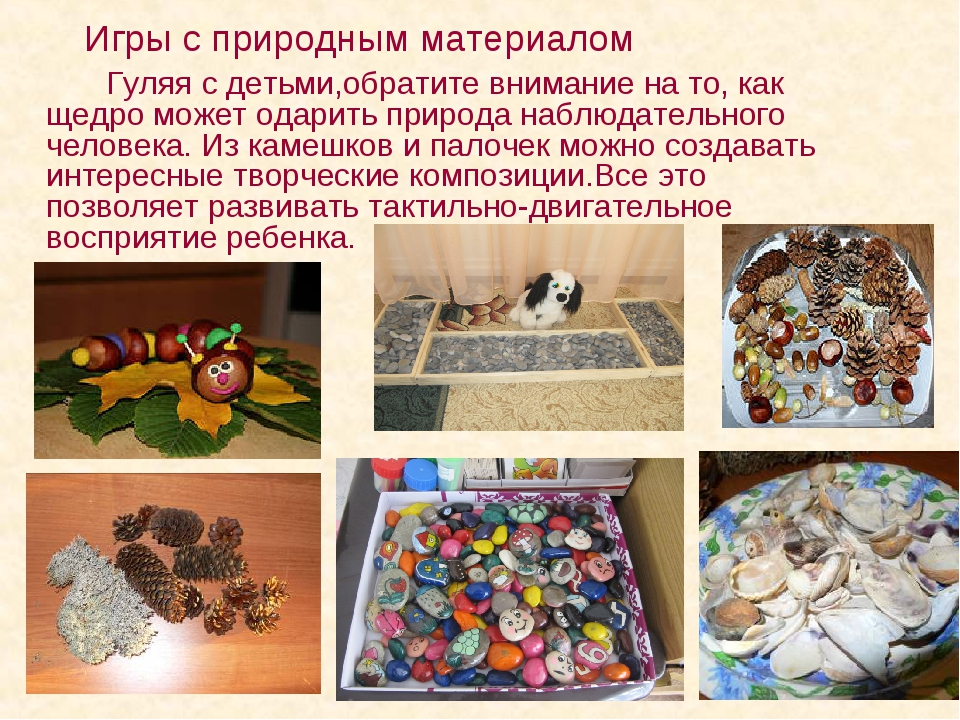 Игры с природным материалом
Гуляя с детьми,обратите внимание на то, как
щедро может одарить природа наблюдательного
человека. Из камешков и палочек можно создавать
интересные творческие композиции.Все это
позволяет развивать тактильно-двигательное
восприятие ребенка.